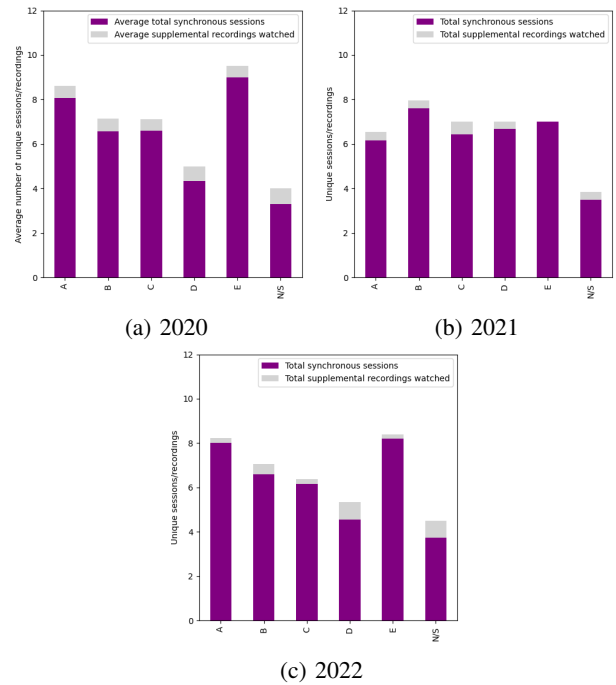 12
10
8
6
4
2
0
Average number of unique sessions/recordings
Average total synchronous sessions
Average supplemental recordings watched
A
B
C
D
E
N/S
(a) 2020
12
10
8
6
4
2
0
Unique sessions/recordings
Total synchronous sessions
Total supplemental recordings watched
A
B
C
D
E
N/S
(b) 2021
12
10
8
6
4
2
0
Unique sessions/recordings
Total synchronous sessions
Total supplemental recordings watched
A
B
C
D
E
N/S
(c) 2022